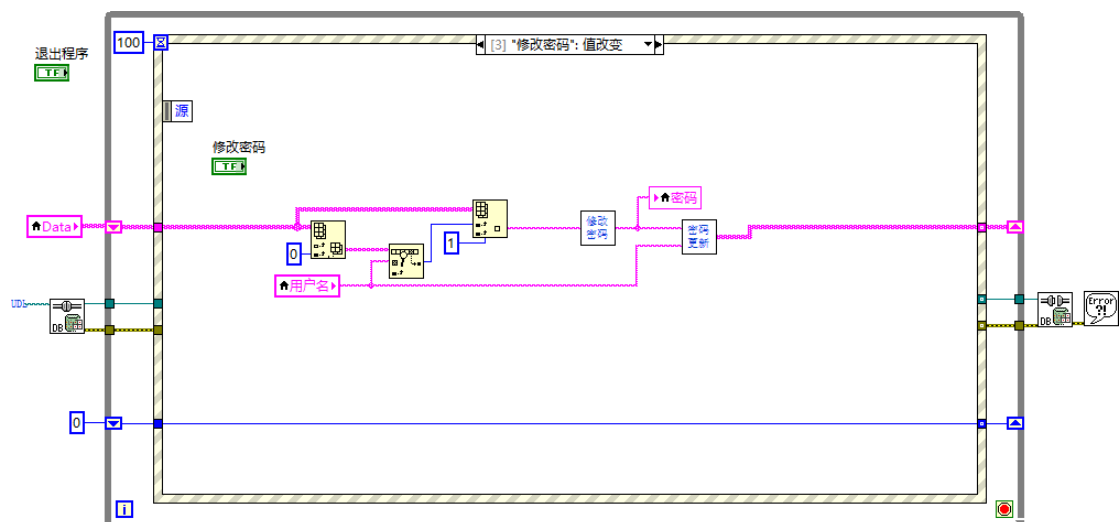 退出程序
TF
100
[3] "修改密码": 值改变
源
修改密码
TF
Data
0
1
用户名
修改
密码
密码
密码
更新
UDL
DB
DB
Error
?!
0
i